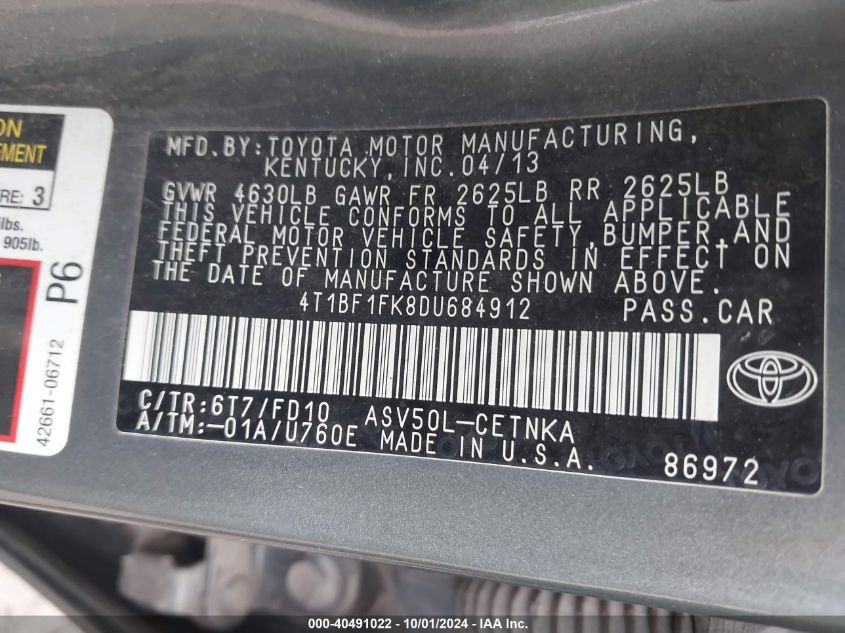 ON
EMENT
RE: 3
lbs.
905lb.
P6
42661-06712
MFD. BY: TOYOTA MOTOR MANUFACTURING,
KENTUCKY, INC. 04/13
GVWR 4630LB GAWR FR 2625LB RR 2625LB
THIS VEHICLE CONFORMS TO ALL APPLICABLE
FEDERAL MOTOR VEHICLE SAFETY, BUMPER, AND
THEFT PREVENTION STANDARDS IN EFFECT ON
THE DATE OF MANUFACTURE SHOWN ABOVE.
4T1BF1FK8DU684912 PASS. CAR
C/TR: 6T7/FD10 ASV50L-CETNKA
A/TM: -01A/U760E MADE IN U.S.A. 86972
000-40491022 - 10/01/2024 - IAA Inc.